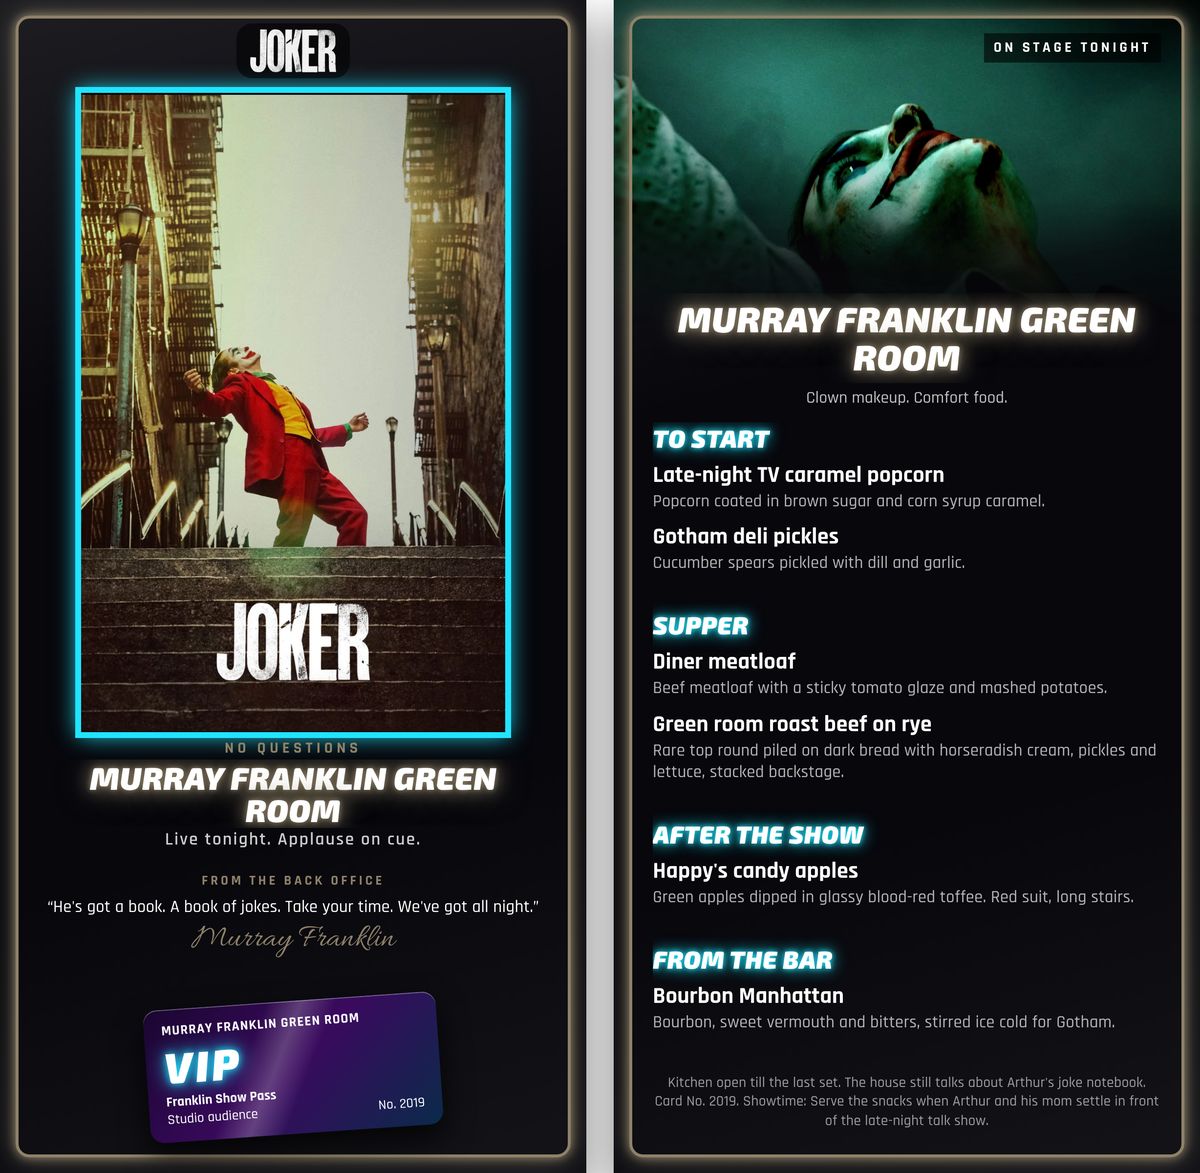 JOKER
JOKER
NO QUESTIONS
MURRAY FRANKLIN GREEN
ROOM
Live tonight. Applause on cue.
FROM THE BACK OFFICE
“He's got a book. A book of jokes. Take your time. We've got all night.”
Murray Franklin
MURRAY FRANKLIN GREEN ROOM
VIP
Franklin Show Pass
Studio audience
No. 2019
ON STAGE TONIGHT
MURRAY FRANKLIN GREEN
ROOM
Clown makeup. Comfort food.
TO START
Late-night TV caramel popcorn
Popcorn coated in brown sugar and corn syrup caramel.
Gotham deli pickles
Cucumber spears pickled with dill and garlic.
SUPPER
Diner meatloaf
Beef meatloaf with a sticky tomato glaze and mashed potatoes.
Green room roast beef on rye
Rare top round piled on dark bread with horseradish cream, pickles and
lettuce, stacked backstage.
AFTER THE SHOW
Happy's candy apples
Green apples dipped in glassy blood-red toffee. Red suit, long stairs.
FROM THE BAR
Bourbon Manhattan
Bourbon, sweet vermouth and bitters, stirred ice cold for Gotham.
Kitchen open till the last set. The house still talks about Arthur's joke notebook.
Card No. 2019. Showtime: Serve the snacks when Arthur and his mom settle in front
of the late-night talk show.